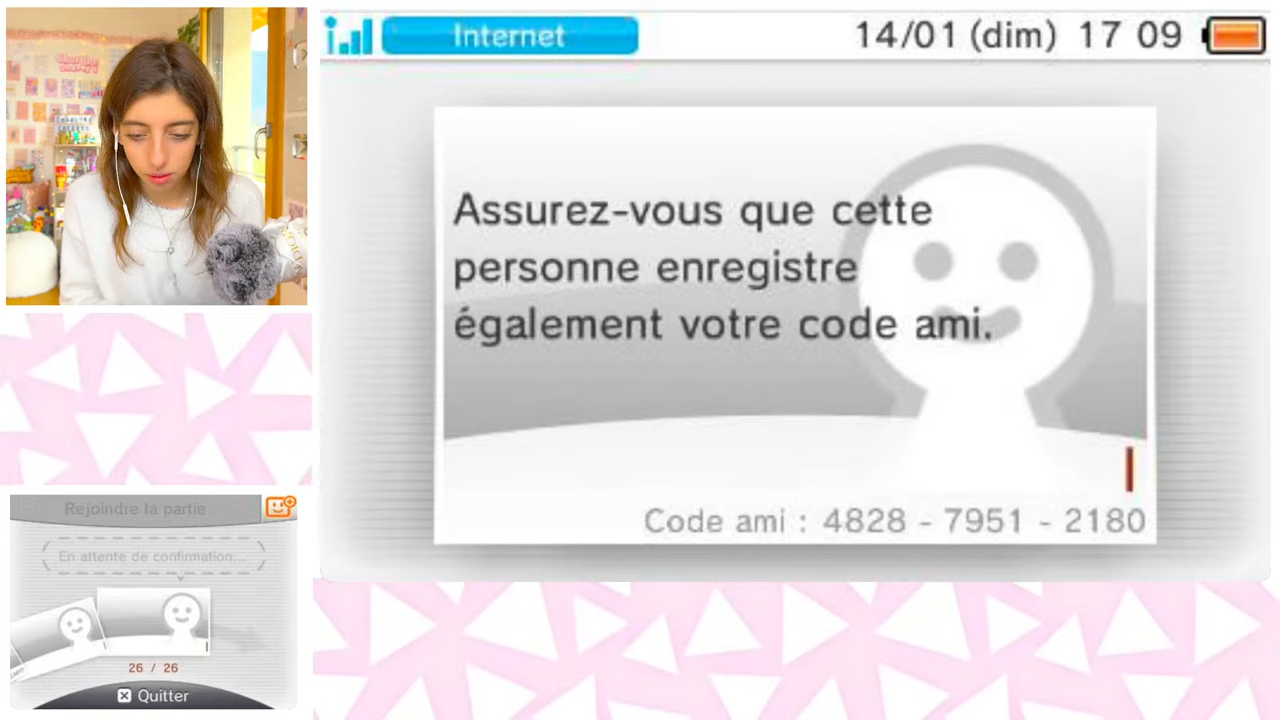 Internet
14/01 (dim) 17 09
Assurez-vous que cette
personne enregistre
également votre code ami.
Code ami : 4828 - 7951 - 2180
Rejoindre la partie
En attente de confirmation...
26 / 26
Quitter